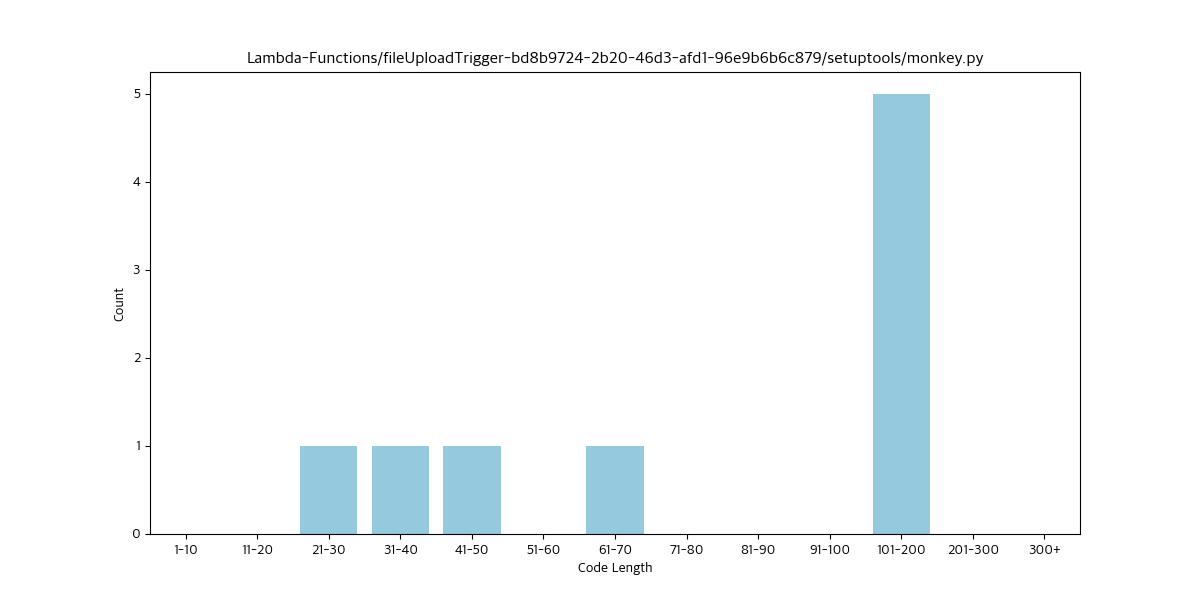 Lambda-Functions/fileUploadTrigger-bd8b9724-2b20-46d3-afd1-96e9b6b6c879/setuptools/monkey.py
5
4
3
2
1
0
Count
1-10 11-20 21-30 31-40 41-50 51-60 61-70 71-80 81-90 91-100 101-200 201-300 300+
Code Length